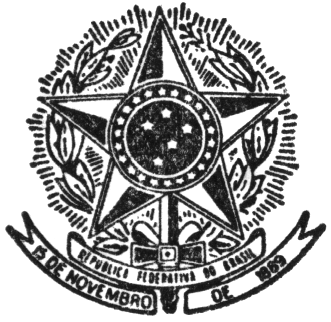 REPUBLICA FEDERATIVA DO BRASIL
15 DE NOVEMBRO DE 1889